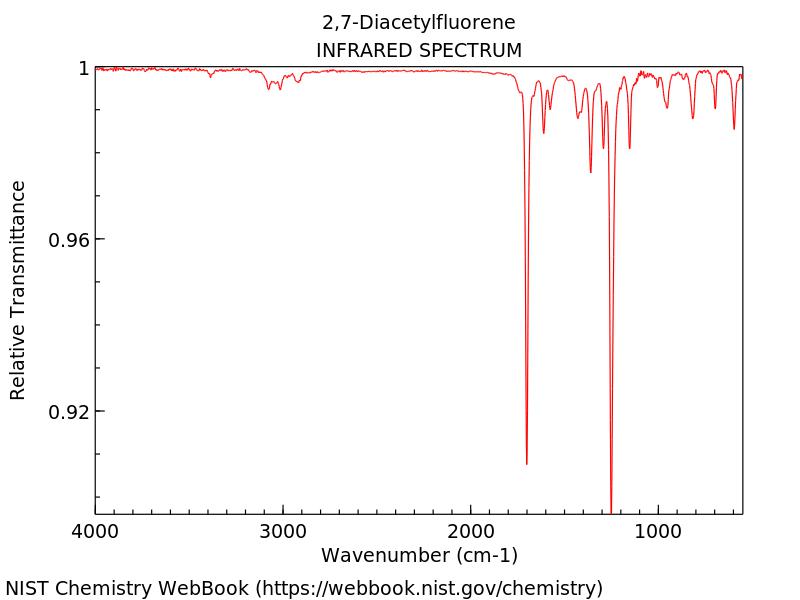 2,7-Diacetylfluorene
INFRARED SPECTRUM
1
0.96
0.92
Relative Transmittance
4000 3000 2000 1000
Wavenumber (cm-1)
NIST Chemistry WebBook (https://webbook.nist.gov/chemistry)